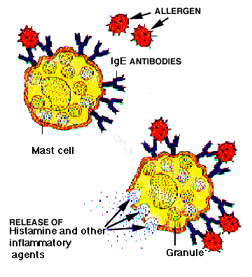 ALLERGEN
IgE ANTIBODIES
Mast cell
RELEASE OF
Histamine and other
inflammatory
agents
Granule